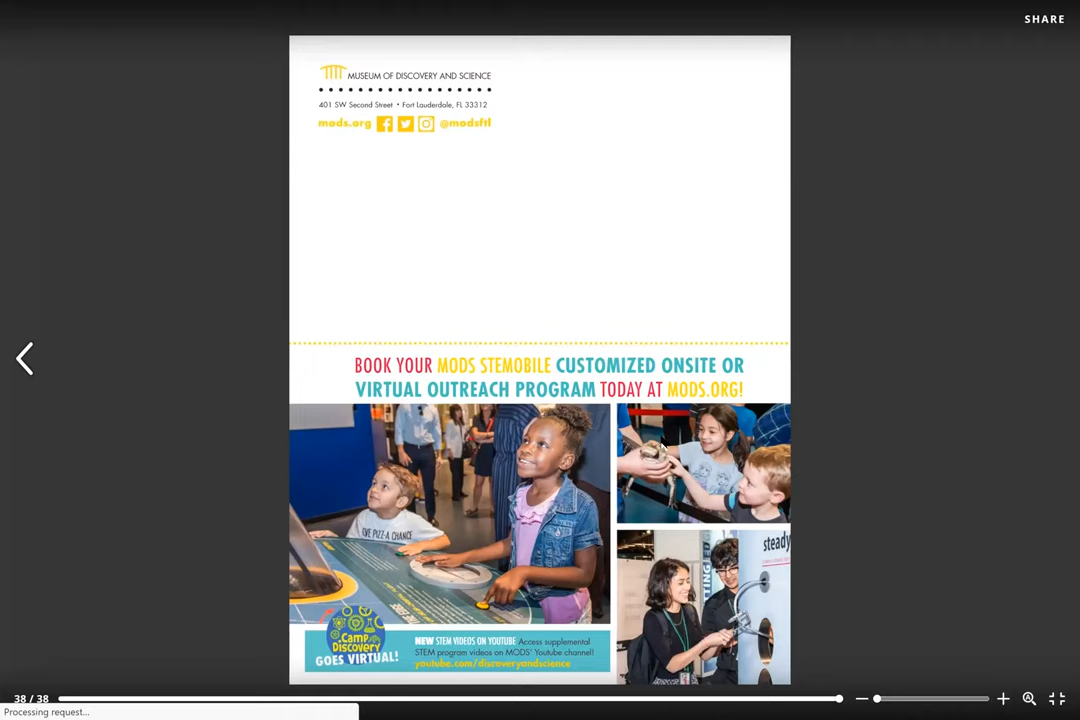 SHARE
MUSEUM OF DISCOVERY AND SCIENCE
401 SW Second Street • Fort Lauderdale, FL 33312
mods.org @modsftl
BOOK YOUR MODS STEMOBILE CUSTOMIZED ONSITE OR
VIRTUAL OUTREACH PROGRAM TODAY AT MODS.ORG!
PIZZ-A CHANCE
steady
Camp
Discovery
GOES VIRTUAL!
NEW STEM VIDEOS ON YOUTUBE Access supplemental
STEM program videos on MODS' Youtube channel!
youtube.com/discoveryandscience
38 / 38
Processing request...